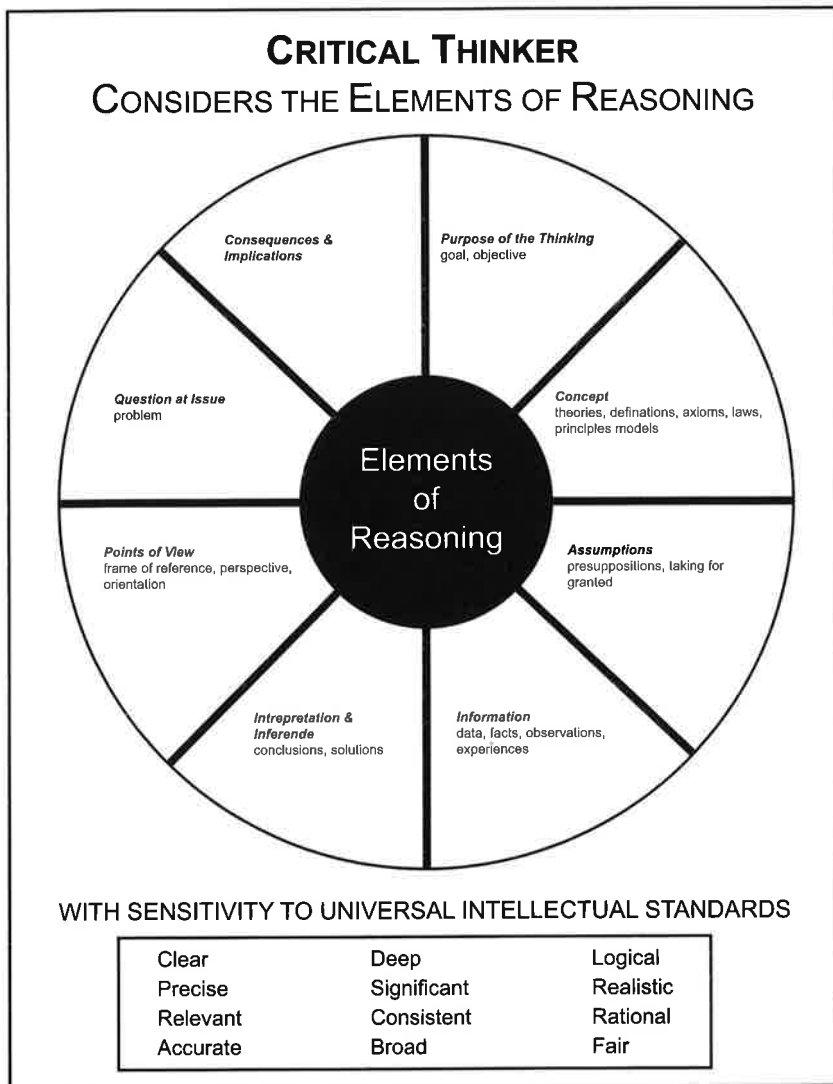 CRITICAL THINKER
CONSIDERS THE ELEMENTS OF REASONING
Consequences &
Implications
Purpose of the Thinking
goal, objective
Question at Issue
problem
Concept
theories, definations, axioms, laws,
principles models
Elements
of
Reasoning
Points of View
frame of reference, perspective,
orientation
Assumptions
presuppositions, taking for
granted
Intrepretation &
Inferende
conclusions, solutions
Information
data, facts, observations,
experiences
WITH SENSITIVITY TO UNIVERSAL INTELLECTUAL STANDARDS
Clear Deep Logical
Precise Significant Realistic
Relevant Consistent Rational
Accurate Broad Fair